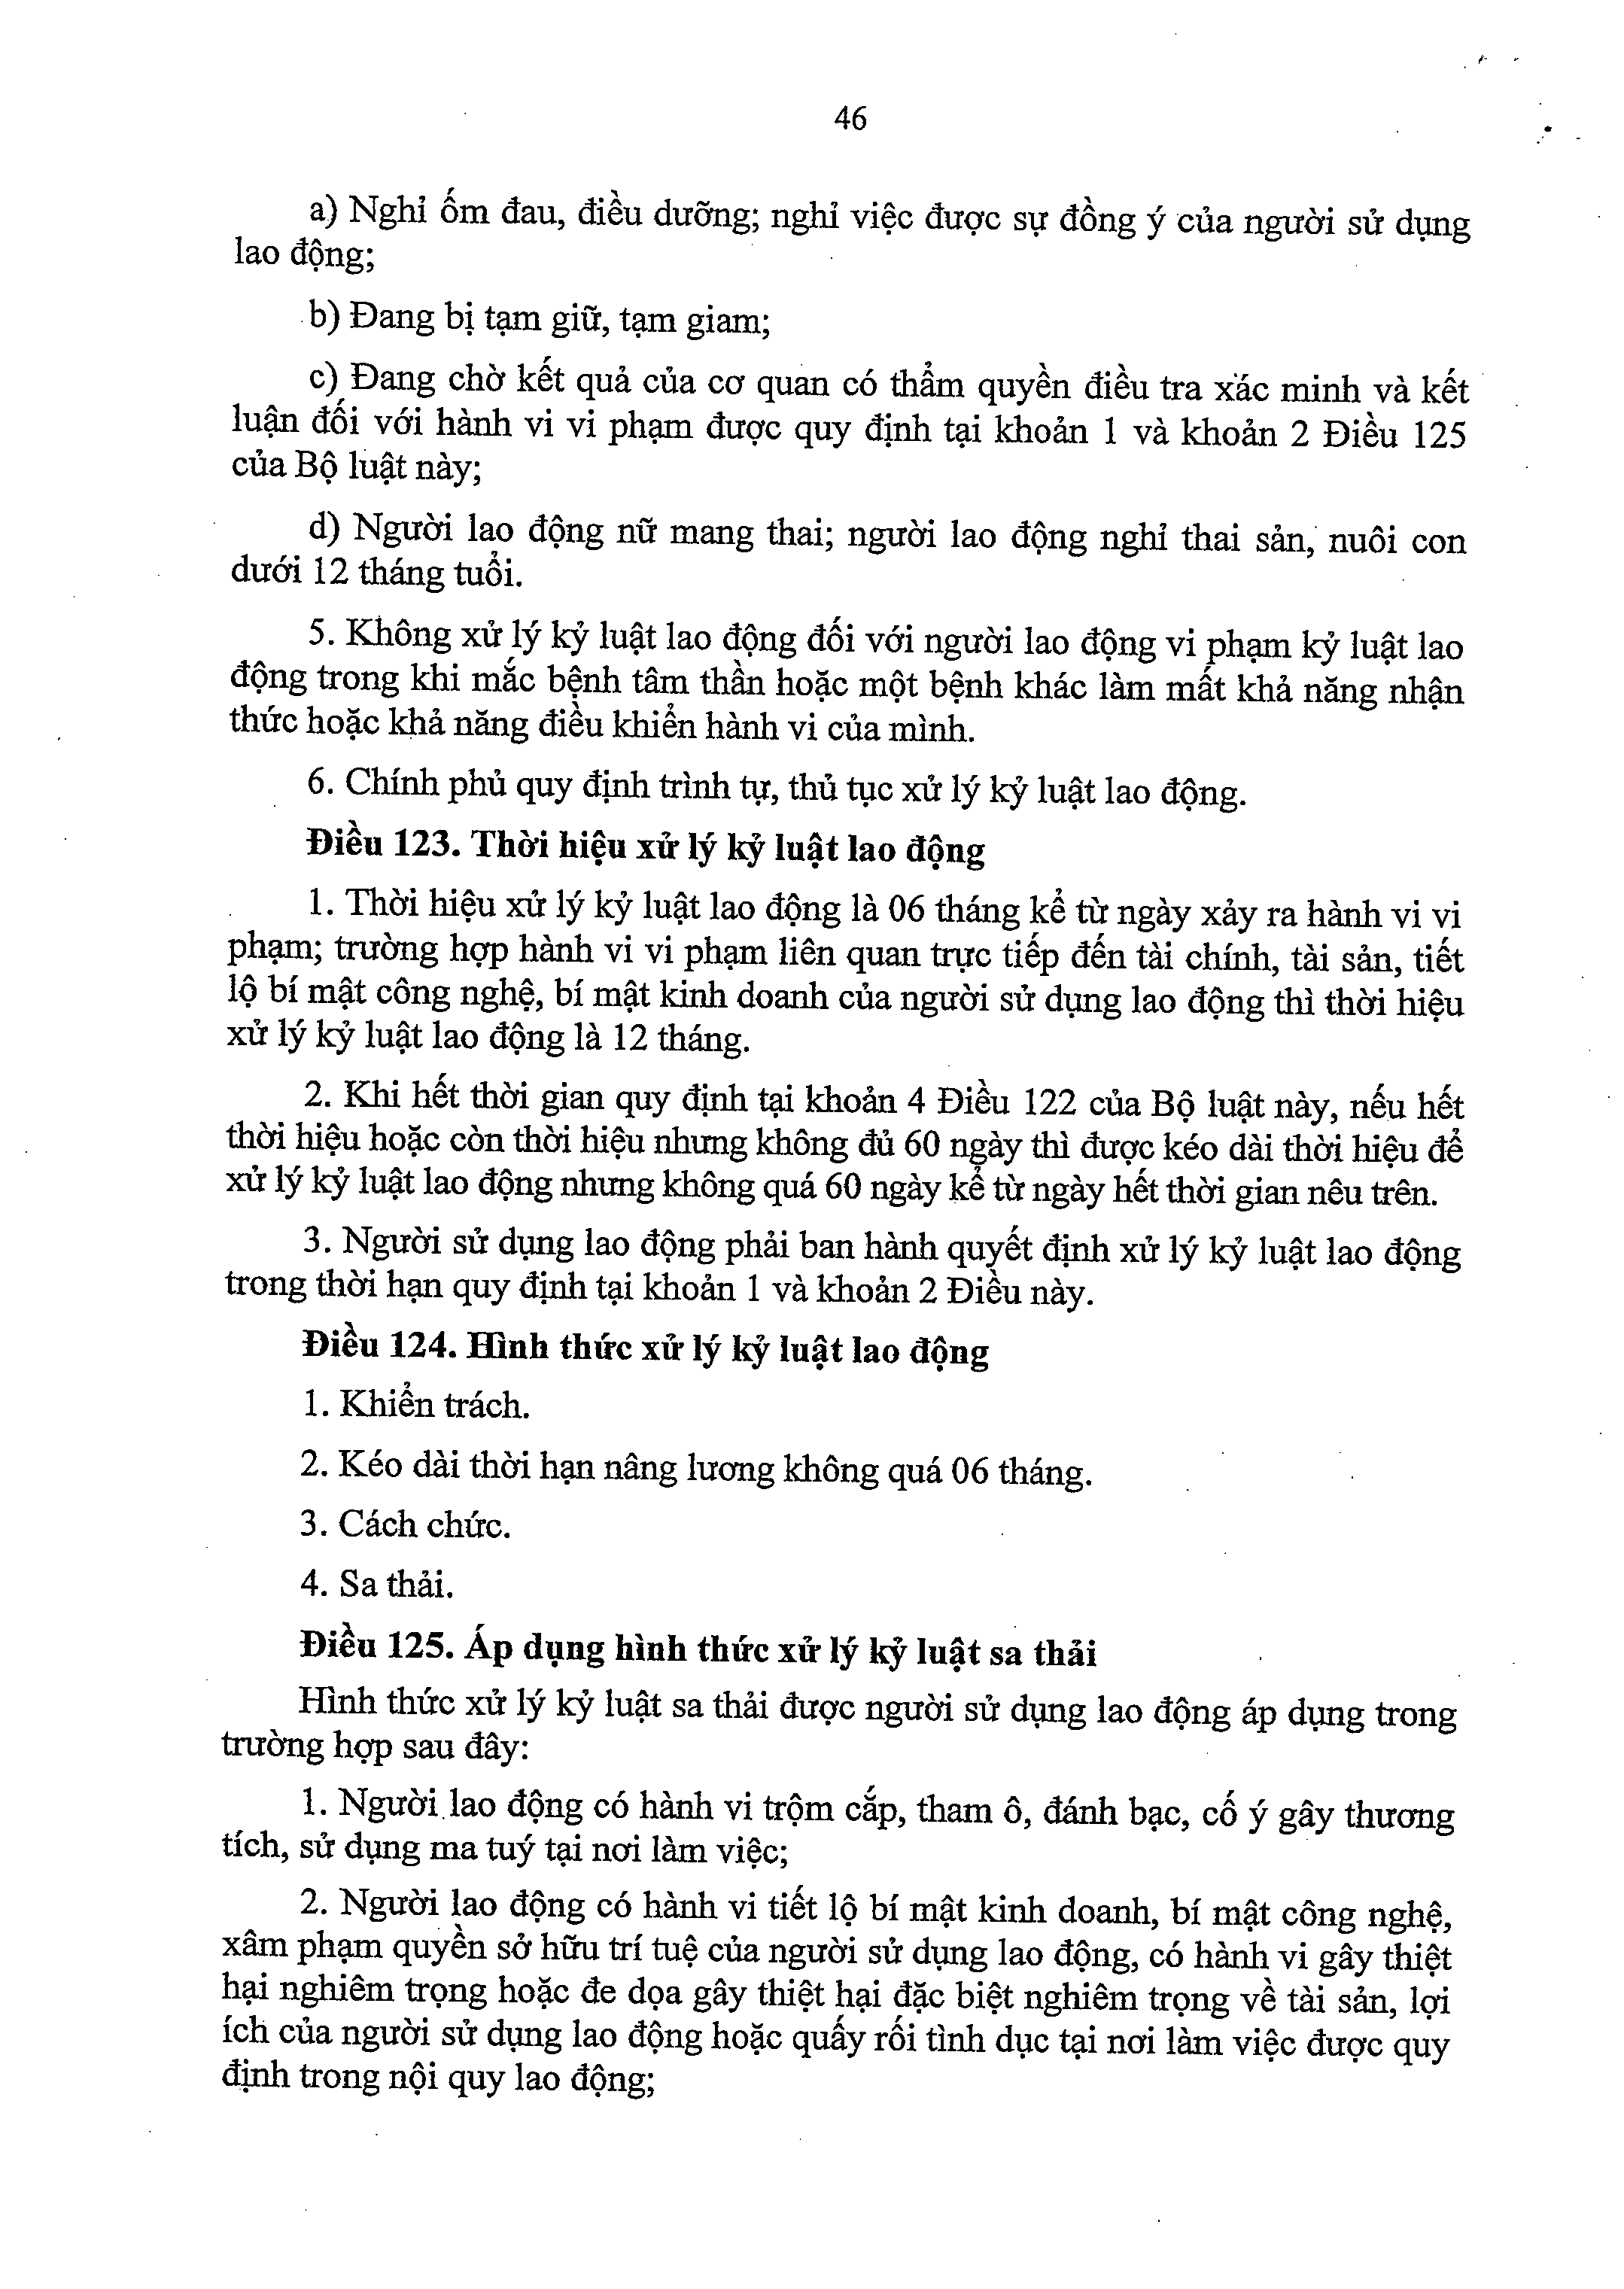 46
a) Nghỉ ốm đau, điều dưỡng; nghỉ việc được sự đồng ý của người sử dụng
lao động;
b) Đang bị tạm giữ, tạm giam;
c) Đang chờ kết quả của cơ quan có thẩm quyền điều tra xác minh và kết
luận đối với hành vi vi phạm được quy định tại khoản 1 và khoản 2 Điều 125
của Bộ luật này;
d) Người lao động nữ mang thai; người lao động nghỉ thai sản, nuôi con
dưới 12 tháng tuổi.
5. Không xử lý kỷ luật lao động đối với người lao động vi phạm kỷ luật lao
động trong khi mắc bệnh tâm thần hoặc một bệnh khác làm mất khả năng nhận
thức hoặc khả năng điều khiển hành vi của mình.
6. Chính phủ quy định trình tự, thủ tục xử lý kỷ luật lao động.
Điều 123. Thời hiệu xử lý kỷ luật lao động
1. Thời hiệu xử lý kỷ luật lao động là 06 tháng kể từ ngày xảy ra hành vi vi
phạm; trường hợp hành vi vi phạm liên quan trực tiếp đến tài chính, tài sản, tiết
lộ bí mật công nghệ, bí mật kinh doanh của người sử dụng lao động thì thời hiệu
xử lý kỷ luật lao động là 12 tháng.
2. Khi hết thời gian quy định tại khoản 4 Điều 122 của Bộ luật này, nếu hết
thời hiệu hoặc còn thời hiệu nhưng không đủ 60 ngày thì được kéo dài thời hiệu để
xử lý kỷ luật lao động nhưng không quá 60 ngày kể từ ngày hết thời gian nêu trên.
3. Người sử dụng lao động phải ban hành quyết định xử lý kỷ luật lao động
trong thời hạn quy định tại khoản 1 và khoản 2 Điều này.
Điều 124. Hình thức xử lý kỷ luật lao động
1. Khiển trách.
2. Kéo dài thời hạn nâng lương không quá 06 tháng.
3. Cách chức.
4. Sa thải.
Điều 125. Áp dụng hình thức xử lý kỷ luật sa thải
Hình thức xử lý kỷ luật sa thải được người sử dụng lao động áp dụng trong
trường hợp sau đây:
1. Người lao động có hành vi trộm cắp, tham ô, đánh bạc, cố ý gây thương
tích, sử dụng ma tuý tại nơi làm việc;
2. Người lao động có hành vi tiết lộ bí mật kinh doanh, bí mật công nghệ,
xâm phạm quyền sở hữu trí tuệ của người sử dụng lao động, có hành vi gây thiệt
hại nghiêm trọng hoặc đe dọa gây thiệt hại đặc biệt nghiêm trọng về tài sản, lợi
ích của người sử dụng lao động hoặc quấy rối tình dục tại nơi làm việc được quy
định trong nội quy lao động;